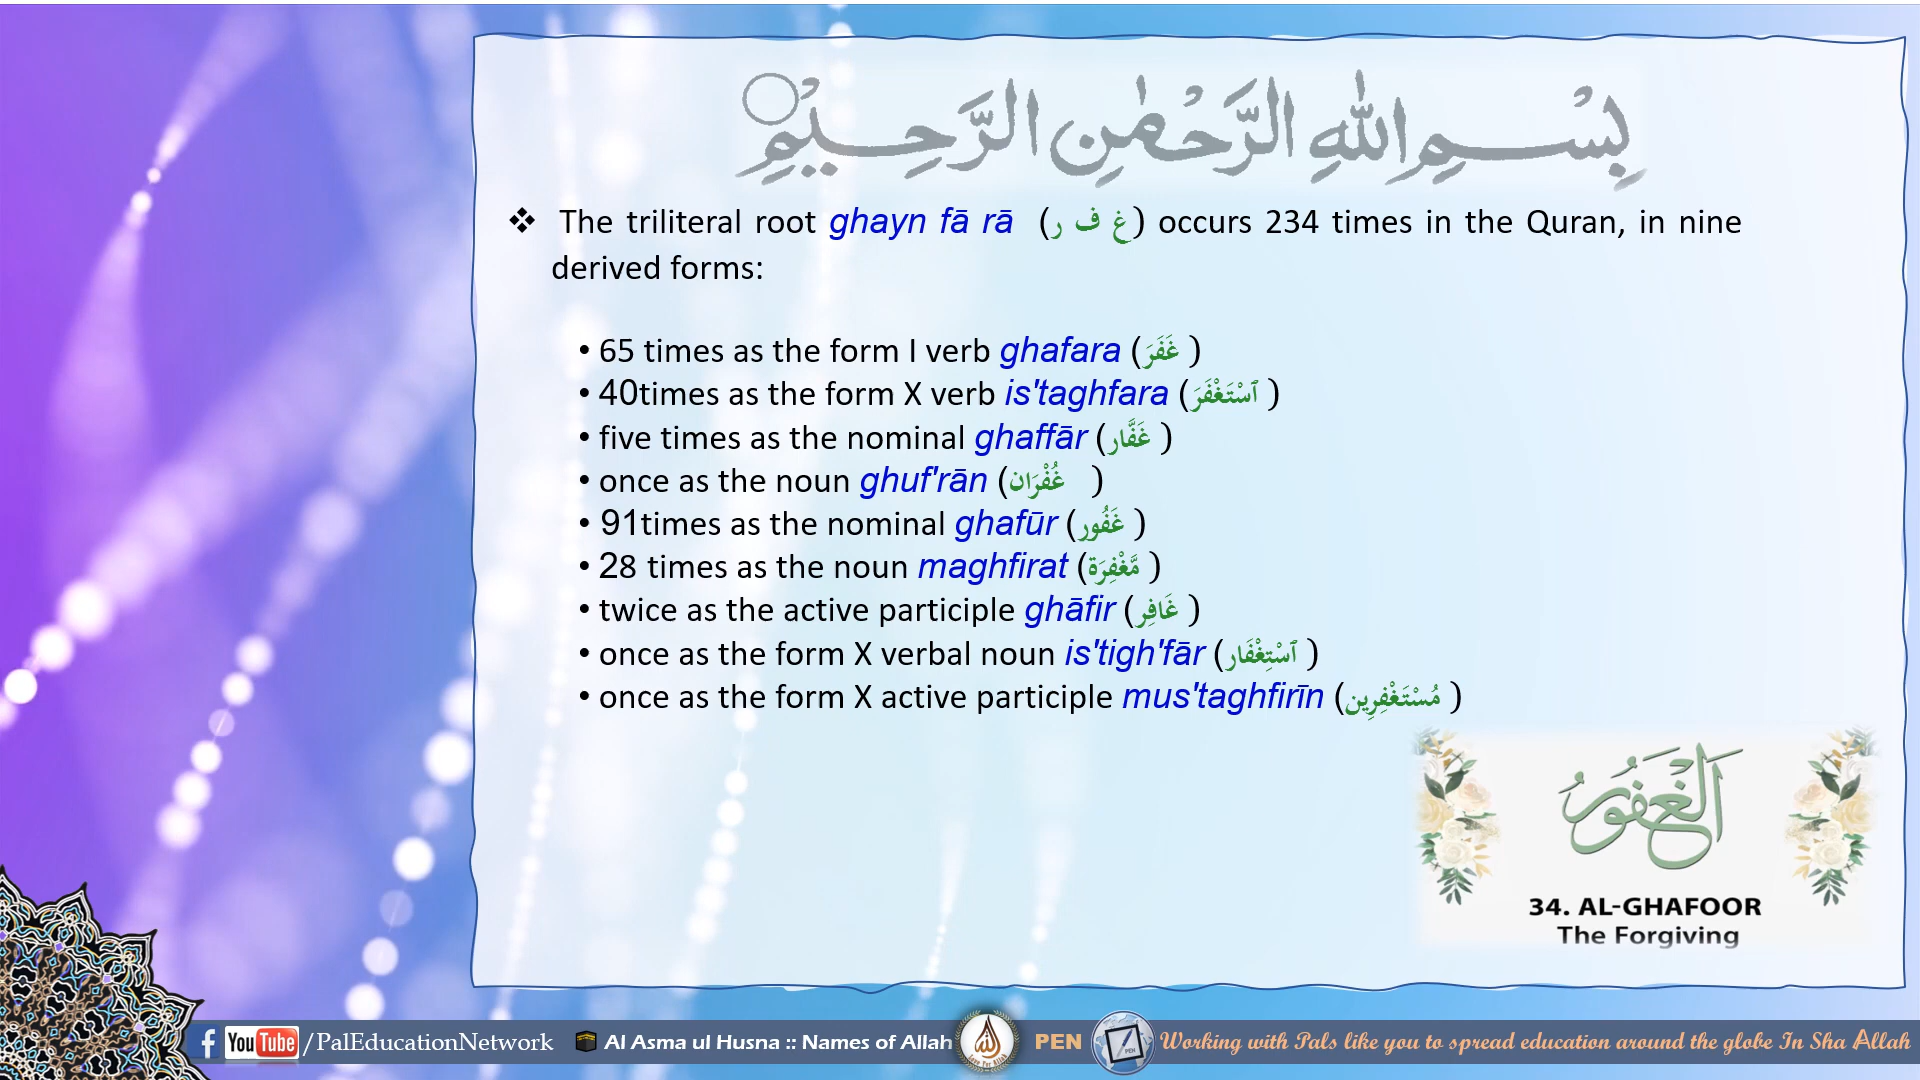 بِسْمِ اللهِ الرَّحْمٰنِ الرَّحِيْمِ
❖ The triliteral root ghayn fā rā (غ ف ر) occurs 234 times in the Quran, in nine
derived forms:
• 65 times as the form I verb ghafara (غَفَرَ )
• 40times as the form X verb is'taghfara (ٱسْتَغْفَرَ )
• five times as the nominal ghaffār (غَفَّار )
• once as the noun ghuf'rān (غُفْرَان )
• 91times as the nominal ghafūr (غَفُور )
• 28 times as the noun maghfirat (مَّغْفِرَة )
• twice as the active participle ghāfir (غَافِر )
• once as the form X verbal noun is'tigh'fār (ٱسْتِغْفَار )
• once as the form X active participle mus'taghfirīn (مُسْتَغْفِرِين )
الْغَفُورُ
34. AL-GHAFOOR
The Forgiving
f YouTube /PalEducationNetwork Al Asma ul Husna :: Names of Allah PEN Working with Pals like you to spread education around the globe In Sha Allah